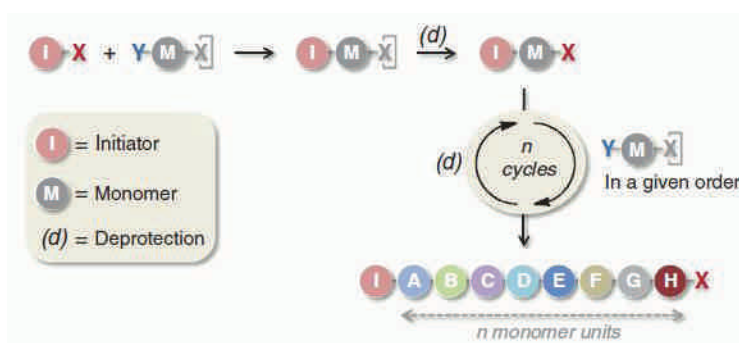 I-X + Y-M-X → I-M-X (d) → I-M-X
I = Initiator
M = Monomer
(d) = Deprotection
(d)
n
cycles
Y-M-X
In a given order
I A B C D E F G H-X
n monomer units